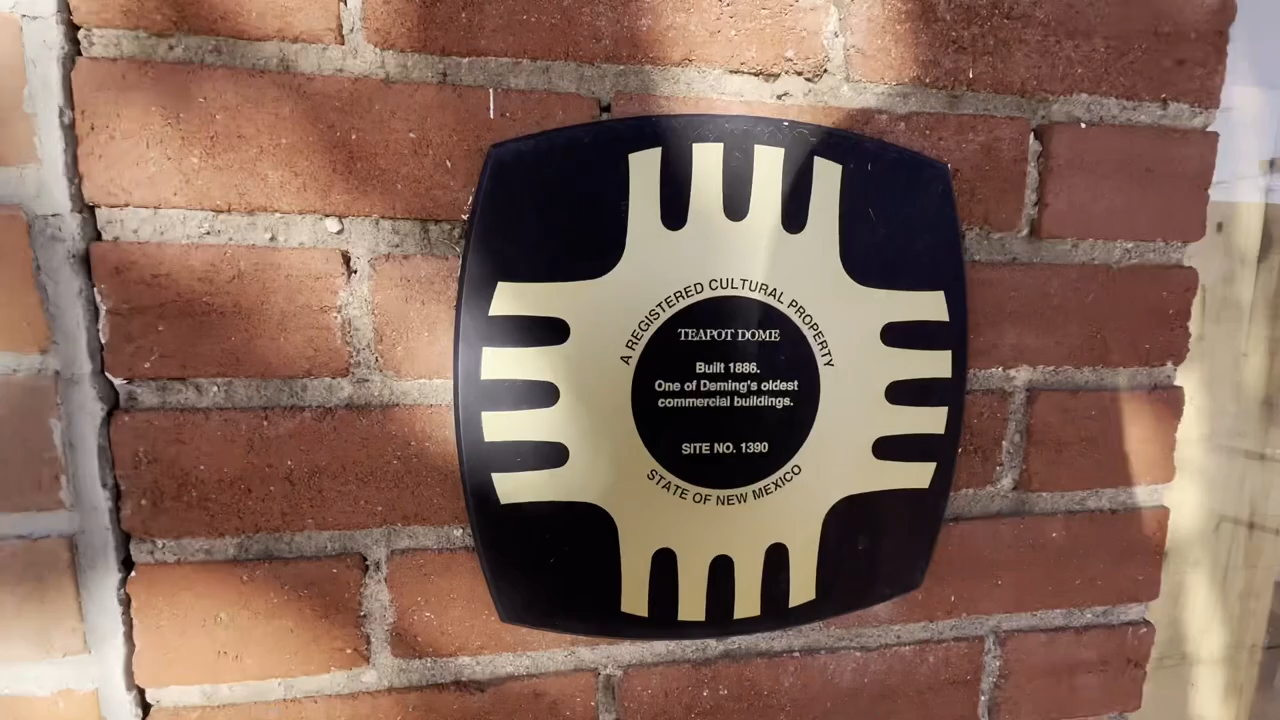 A REGISTERED CULTURAL PROPERTY
TEAPOT DOME
Built 1886.
One of Deming's oldest
commercial buildings.
SITE NO. 1390
STATE OF NEW MEXICO